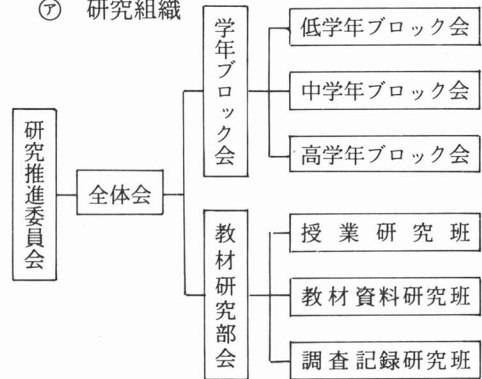 ㋐ 研究組織
研究推進委員会
全体会
学年ブロック会
低学年ブロック会
中学年ブロック会
高学年ブロック会
教材研究部会
授業研究班
教材資料研究班
調査記録研究班